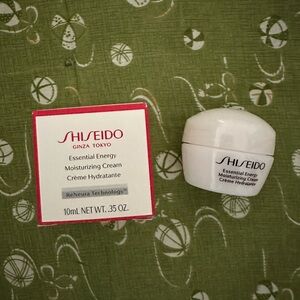 SHISEIDO
GINZA TOKYO
Essential Energy
Moisturizing Cream
Crème Hydratante
ReNeura Technology™
10mL NET WT. .35 OZ.
SHISEIDO
Essential Energy
Moisturizing Cream
Crème Hydratante